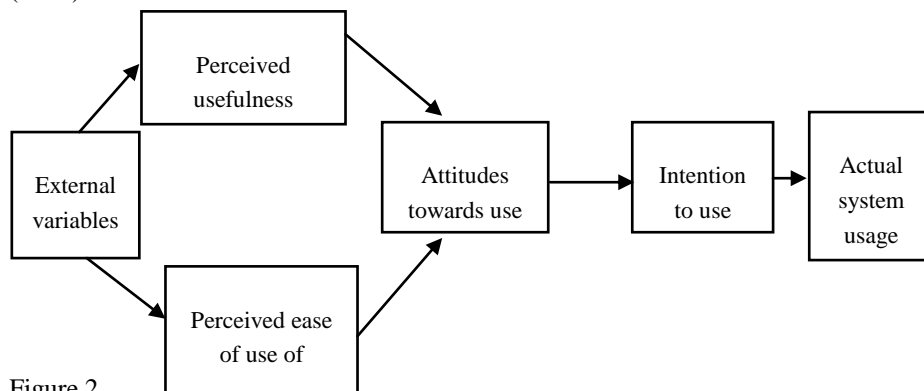 Perceived
usefulness
External
variables
Attitudes
towards use
Intention
to use
Actual
system
usage
Perceived ease
of use of
Figure 2